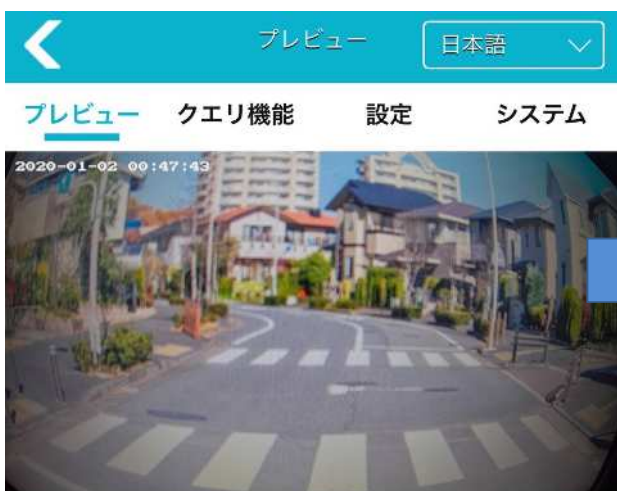 プレビュー
日本語
プレビュー クエリ機能 設定 システム
2020-01-02 00:47:43